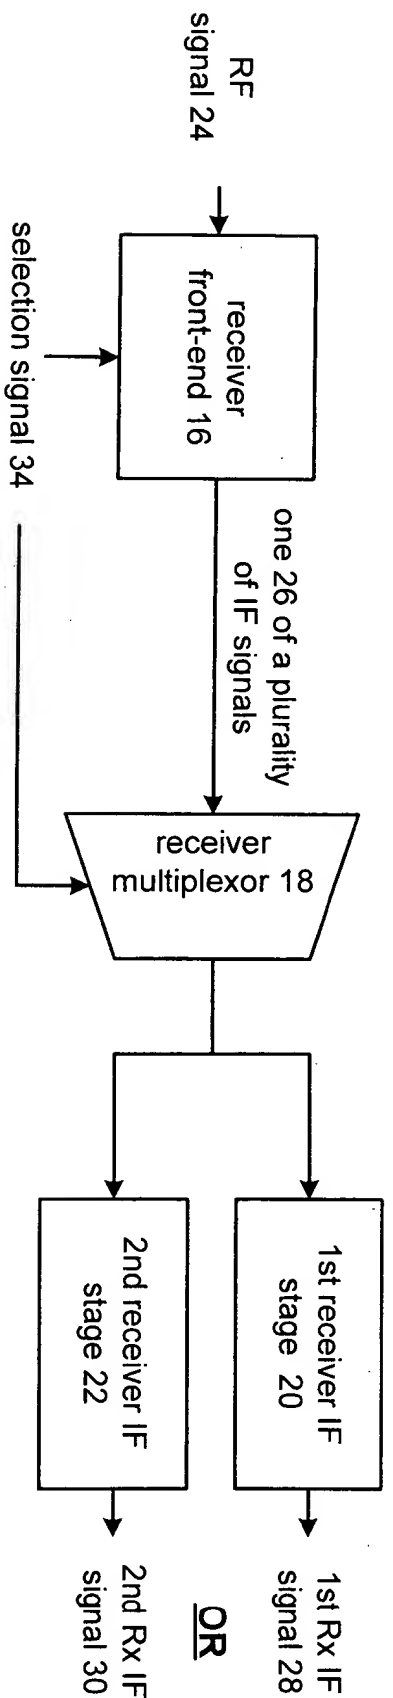 RF
signal 24
receiver
front-end 16
selection signal 34
one 26 of a plurality
of IF signals
receiver
multiplexor 18
1st receiver IF
stage 20
2nd receiver IF
stage 22
1st Rx IF
signal 28
OR
2nd Rx IF
signal 30